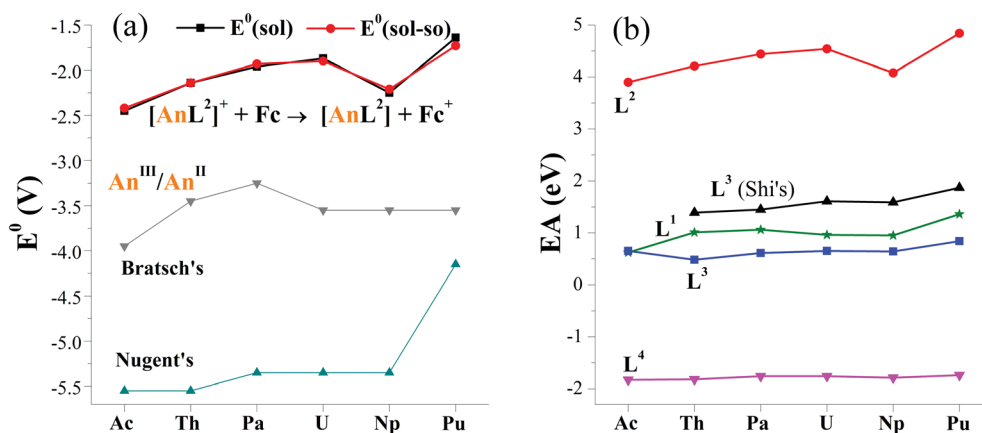 (a)
E⁰(sol) E⁰(sol-so)
[AnL²]⁺ + Fc → [AnL²] + Fc⁺
Anᴵᴵᴵ/Anᴵᴵ
Bratsch's
Nugent's
E⁰ (V)
-1.5
-2.0
-2.5
-3.0
-3.5
-4.0
-4.5
-5.0
-5.5
Ac Th Pa U Np Pu
(b)
L²
L³ (Shi's)
L¹
L³
L⁴
EA (eV)
5
4
3
2
1
0
-1
-2
Ac Th Pa U Np Pu